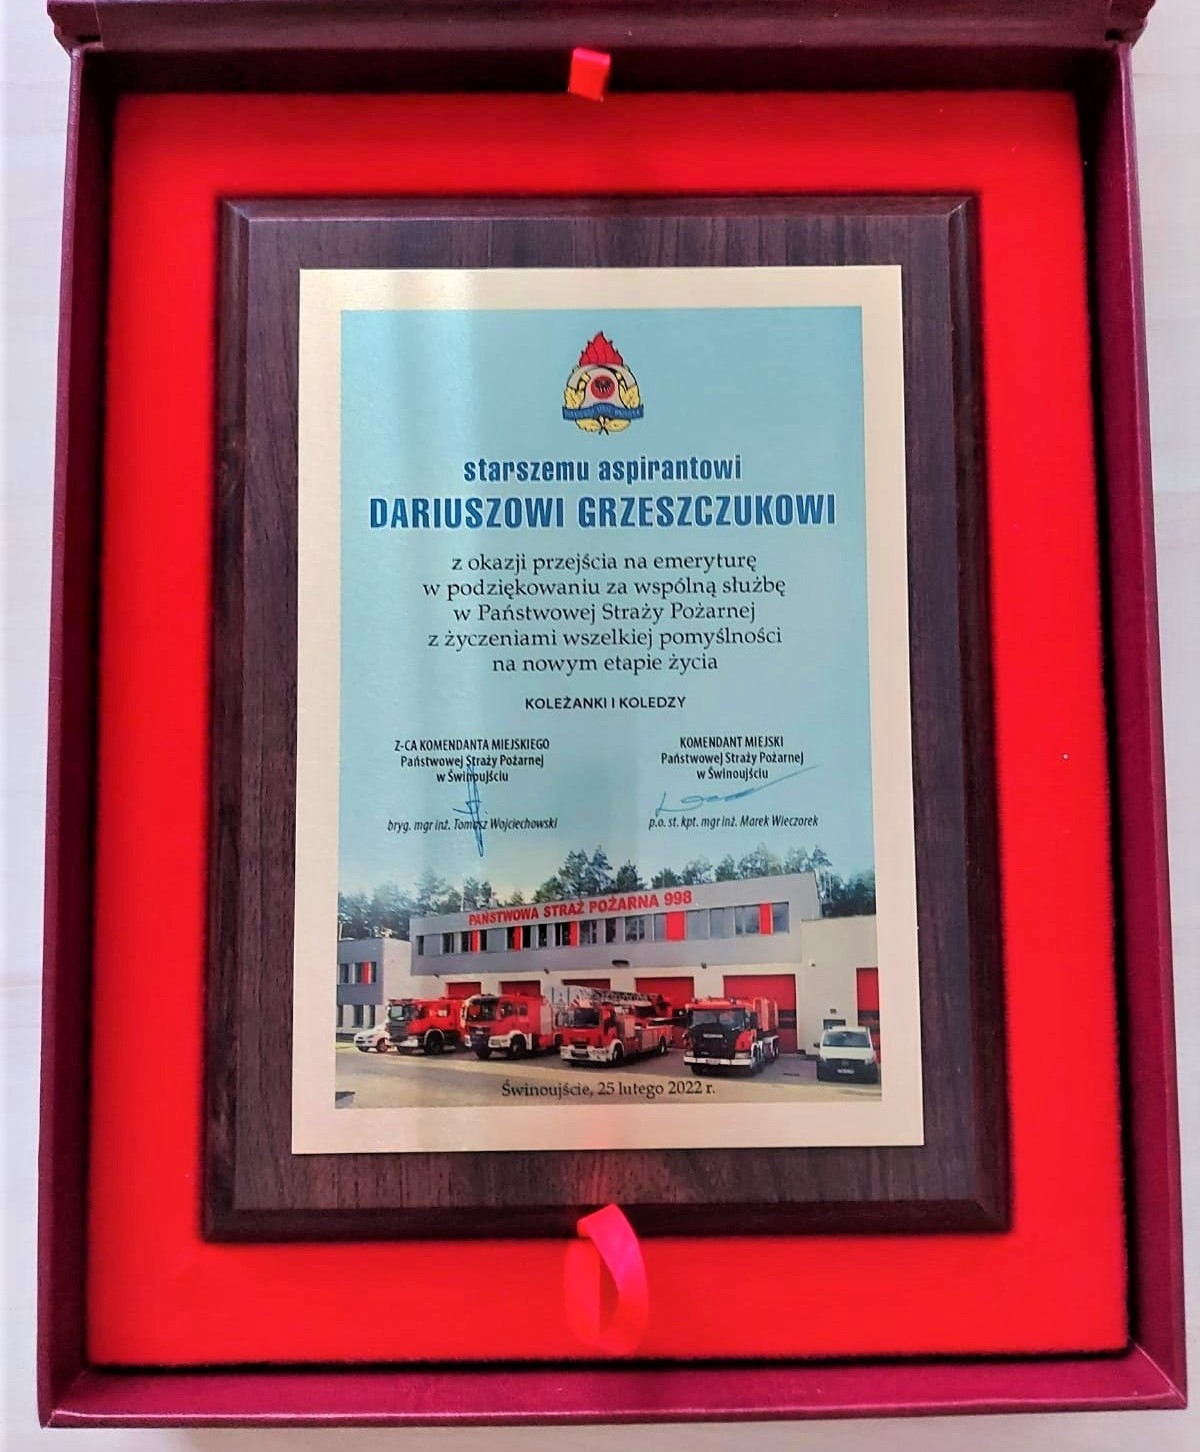 starszemu aspirantowi
DARIUSZOWI GRZESZCZUKOWI
z okazji przejścia na emeryturę
w podziękowaniu za wspólną służbę
w Państwowej Straży Pożarnej
z życzeniami wszelkiej pomyślności
na nowym etapie życia
KOLEŻANKI I KOLEDZY
Z-CA KOMENDANTA MIEJSKIEGO
Państwowej Straży Pożarnej
w Świnoujściu
bryg. mgr inż. Tomasz Wojciechowski
KOMENDANT MIEJSKI
Państwowej Straży Pożarnej
w Świnoujściu
p.o. st. kpt. mgr inż. Marek Wieczorek
PAŃSTWOWA STRAŻ POŻARNA 998
Świnoujście, 25 lutego 2022 r.